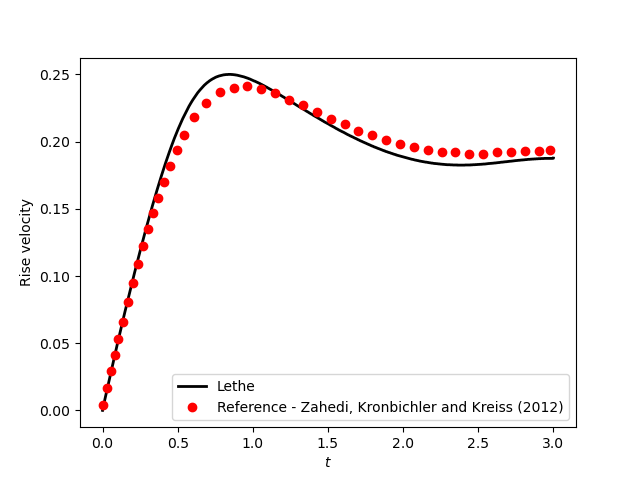 0.25
0.20
0.15
0.10
0.05
0.00
Rise velocity
0.0 0.5 1.0 1.5 2.0 2.5 3.0
t
Lethe
Reference - Zahedi, Kronbichler and Kreiss (2012)